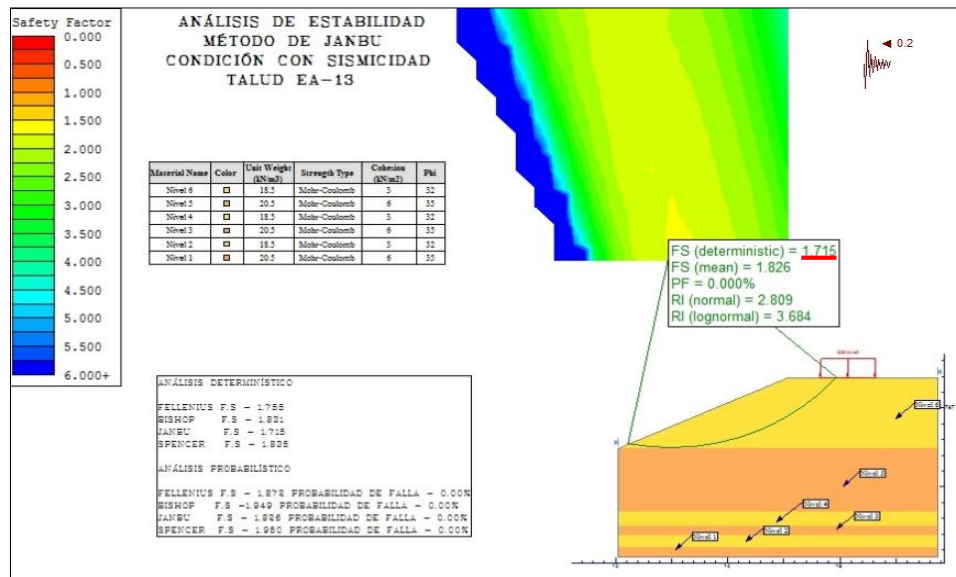 Safety Factor
0.000
0.500
1.000
1.500
2.000
2.500
3.000
3.500
4.000
4.500
5.000
5.500
6.000+
ANÁLISIS DE ESTABILIDAD
MÉTODO DE JANBU
CONDICIÓN CON SISMICIDAD
TALUD EA-13
0.2
Material Name Color Unit Weight (kN/m3) Strength Type Cohesion (kN/m2) Phi
Nivel 6 18.5 Mohr-Coulomb 3 32
Nivel 5 20.5 Mohr-Coulomb 6 35
Nivel 4 18.5 Mohr-Coulomb 3 32
Nivel 3 20.5 Mohr-Coulomb 6 35
Nivel 2 18.5 Mohr-Coulomb 3 32
Nivel 1 20.5 Mohr-Coulomb 6 35
FS (deterministic) = 1.715
FS (mean) = 1.826
PF = 0.000%
RI (normal) = 2.809
RI (lognormal) = 3.684
ANÁLISIS DETERMINÍSTICO
FELLENIUS F.S - 1.755
BISHOP F.S - 1.831
JANBU F.S - 1.715
SPENCER F.S - 1.835
ANÁLISIS PROBABILÍSTICO
FELLENIUS F.S - 1.872 PROBABILIDAD DE FALLA - 0.00%
BISHOP F.S -1.949 PROBABILIDAD DE FALLA - 0.00%
JANBU F.S - 1.826 PROBABILIDAD DE FALLA - 0.00%
SPENCER F.S - 1.950 PROBABILIDAD DE FALLA - 0.00%
Nivel 6
Nivel
Nivel 4
Nivel
Nivel
Nivel 1